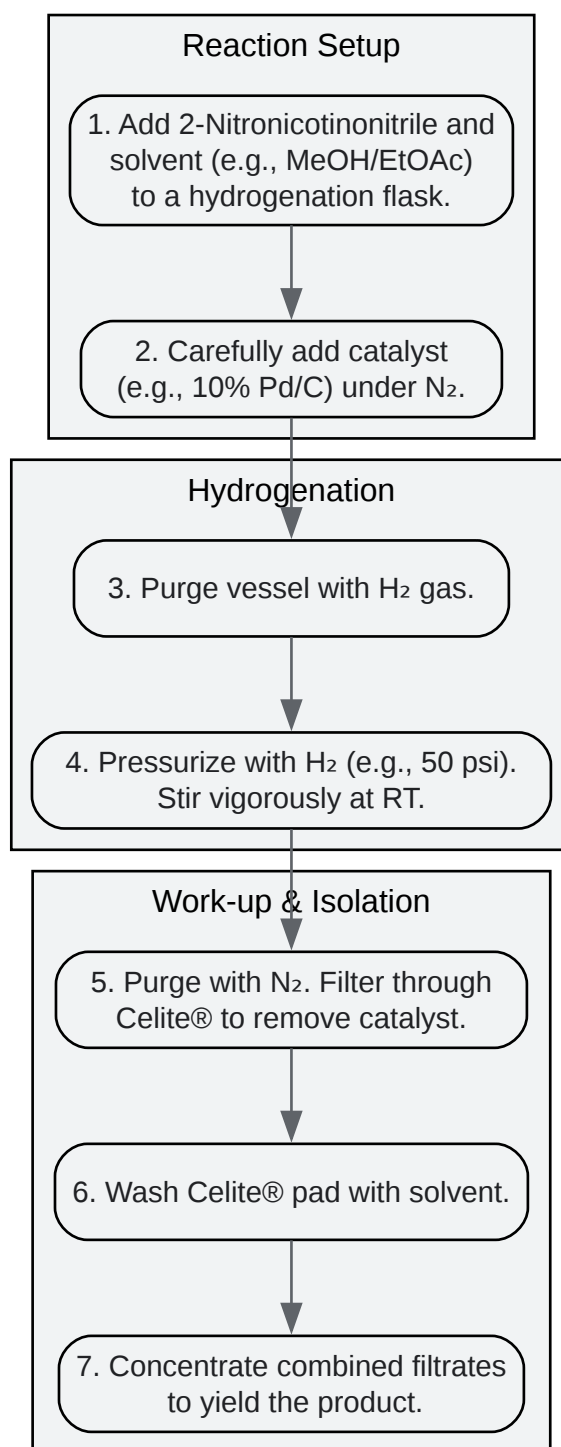 Reaction Setup
1. Add 2-Nitronicotinonitrile and
solvent (e.g., MeOH/EtOAc)
to a hydrogenation flask.
2. Carefully add catalyst
(e.g., 10% Pd/C) under N₂.
Hydrogenation
3. Purge vessel with H₂ gas.
4. Pressurize with H₂ (e.g., 50 psi).
Stir vigorously at RT.
Work-up & Isolation
5. Purge with N₂. Filter through
Celite® to remove catalyst.
6. Wash Celite® pad with solvent.
7. Concentrate combined filtrates
to yield the product.